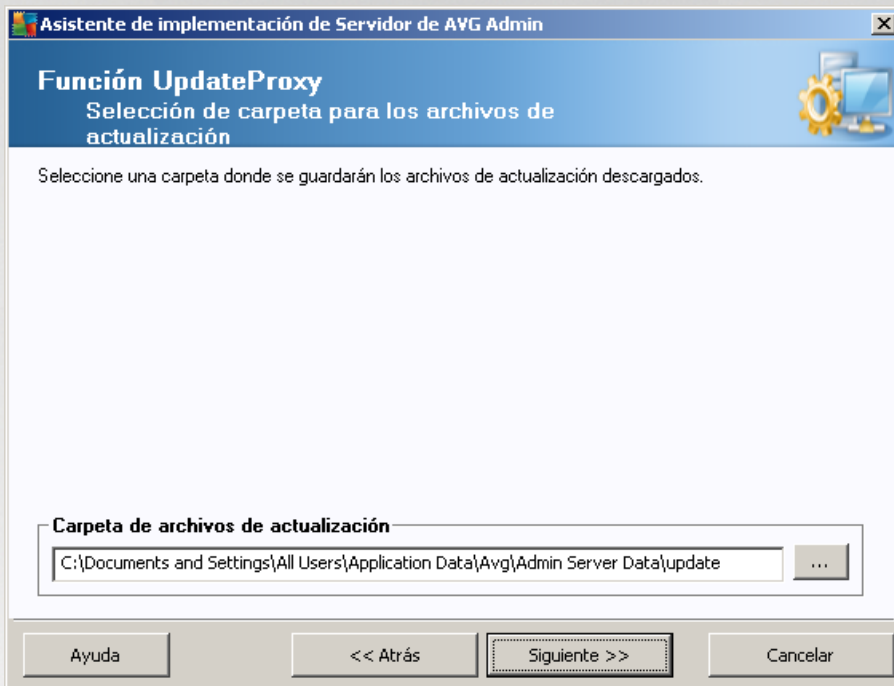 Asistente de implementación de Servidor de AVG Admin
Función UpdateProxy
Selección de carpeta para los archivos de
actualización
Seleccione una carpeta donde se guardarán los archivos de actualización descargados.
Carpeta de archivos de actualización
C:\Documents and Settings\All Users\Application Data\Avg\Admin Server Data\update
...
Ayuda
<< Atrás
Siguiente >>
Cancelar